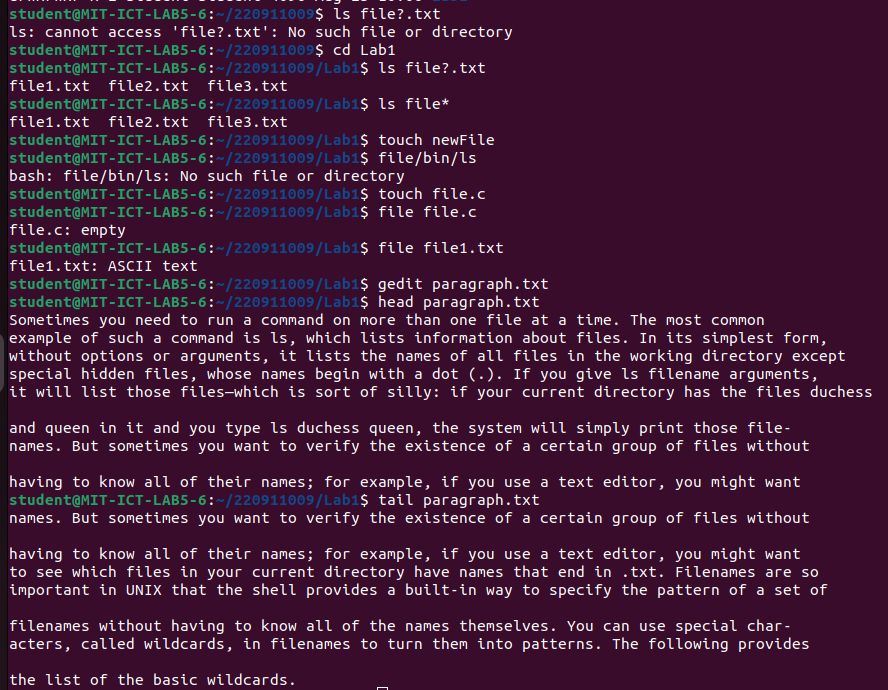 student@MIT-ICT-LAB5-6:~/220911009$ ls file?.txt
ls: cannot access 'file?.txt': No such file or directory
student@MIT-ICT-LAB5-6:~/220911009$ cd Lab1
student@MIT-ICT-LAB5-6:~/220911009/Lab1$ ls file?.txt
file1.txt  file2.txt  file3.txt
student@MIT-ICT-LAB5-6:~/220911009/Lab1$ ls file*
file1.txt  file2.txt  file3.txt
student@MIT-ICT-LAB5-6:~/220911009/Lab1$ touch newFile
student@MIT-ICT-LAB5-6:~/220911009/Lab1$ file/bin/ls
bash: file/bin/ls: No such file or directory
student@MIT-ICT-LAB5-6:~/220911009/Lab1$ touch file.c
student@MIT-ICT-LAB5-6:~/220911009/Lab1$ file file.c
file.c: empty
student@MIT-ICT-LAB5-6:~/220911009/Lab1$ file file1.txt
file1.txt: ASCII text
student@MIT-ICT-LAB5-6:~/220911009/Lab1$ gedit paragraph.txt
student@MIT-ICT-LAB5-6:~/220911009/Lab1$ head paragraph.txt
Sometimes you need to run a command on more than one file at a time. The most common
example of such a command is ls, which lists information about files. In its simplest form,
without options or arguments, it lists the names of all files in the working directory except
special hidden files, whose names begin with a dot (.). If you give ls filename arguments,
it will list those files—which is sort of silly: if your current directory has the files duchess
and queen in it and you type ls duchess queen, the system will simply print those file-
names. But sometimes you want to verify the existence of a certain group of files without
having to know all of their names; for example, if you use a text editor, you might want
student@MIT-ICT-LAB5-6:~/220911009/Lab1$ tail paragraph.txt
names. But sometimes you want to verify the existence of a certain group of files without
having to know all of their names; for example, if you use a text editor, you might want
to see which files in your current directory have names that end in .txt. Filenames are so
important in UNIX that the shell provides a built-in way to specify the pattern of a set of
filenames without having to know all of the names themselves. You can use special char-
acters, called wildcards, in filenames to turn them into patterns. The following provides
the list of the basic wildcards.